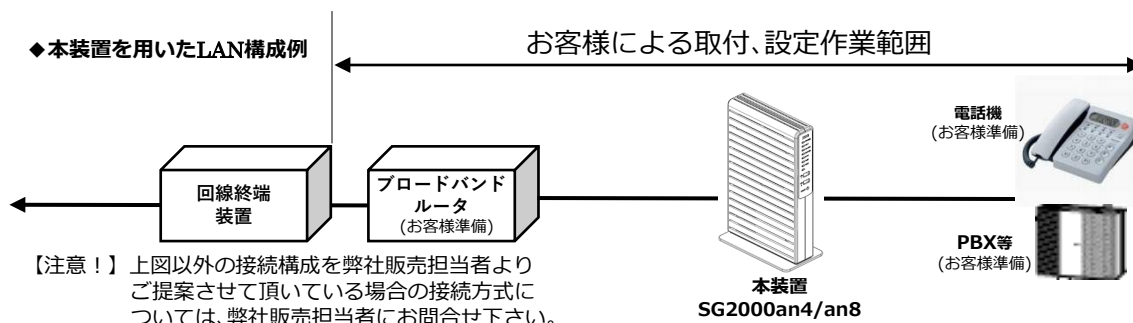 ◆本装置を用いたLAN構成例
お客様による取付、設定作業範囲
電話機
(お客様準備)
回線終端
装置
ブロードバンド
ルータ
(お客様準備)
PBX等
(お客様準備)
本装置
SG2000an4/an8
【注意！】上図以外の接続構成を弊社販売担当者より
ご提案させて頂いている場合の接続方式に
ついては、弊社販売担当者にお問合せ下さい。